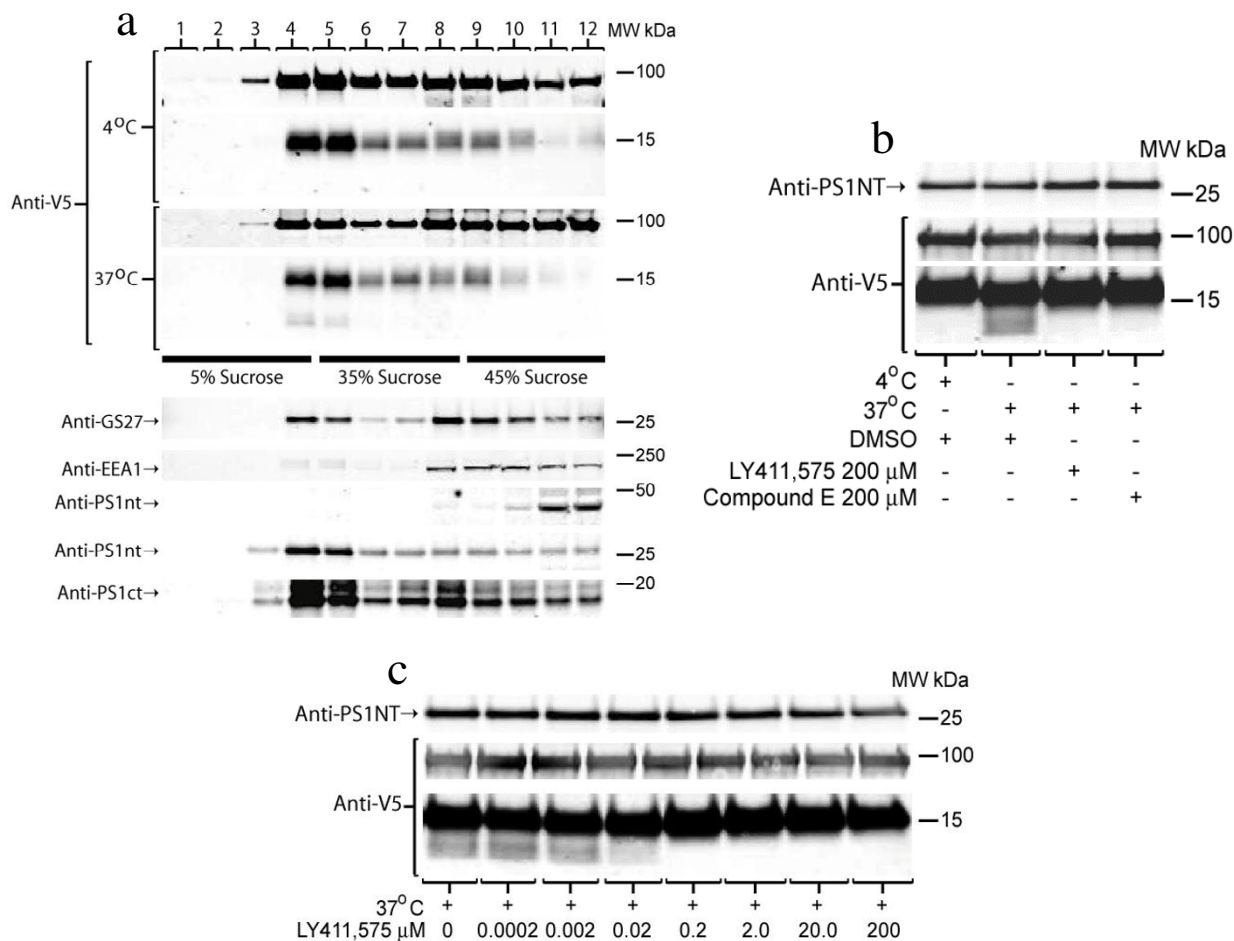 a
1 2 3 4 5 6 7 8 9 10 11 12 MW kDa
100
4°C
15
Anti-V5
100
37°C
15
5% Sucrose 35% Sucrose 45% Sucrose
Anti-GS27→ 25
Anti-EEA1→ 250
Anti-PS1nt→ 50
Anti-PS1nt→ 25
Anti-PS1ct→ 20
b
MW kDa
Anti-PS1NT→ 25
100
Anti-V5
15
4°C + - - -
37°C - + + +
DMSO + + - -
LY411,575 200 μM - - + -
Compound E 200 μM - - - +
c
MW kDa
Anti-PS1NT→ 25
100
Anti-V5
15
37°C + + + + + + + +
LY411,575 μM 0 0.0002 0.002 0.02 0.2 2.0 20.0 200